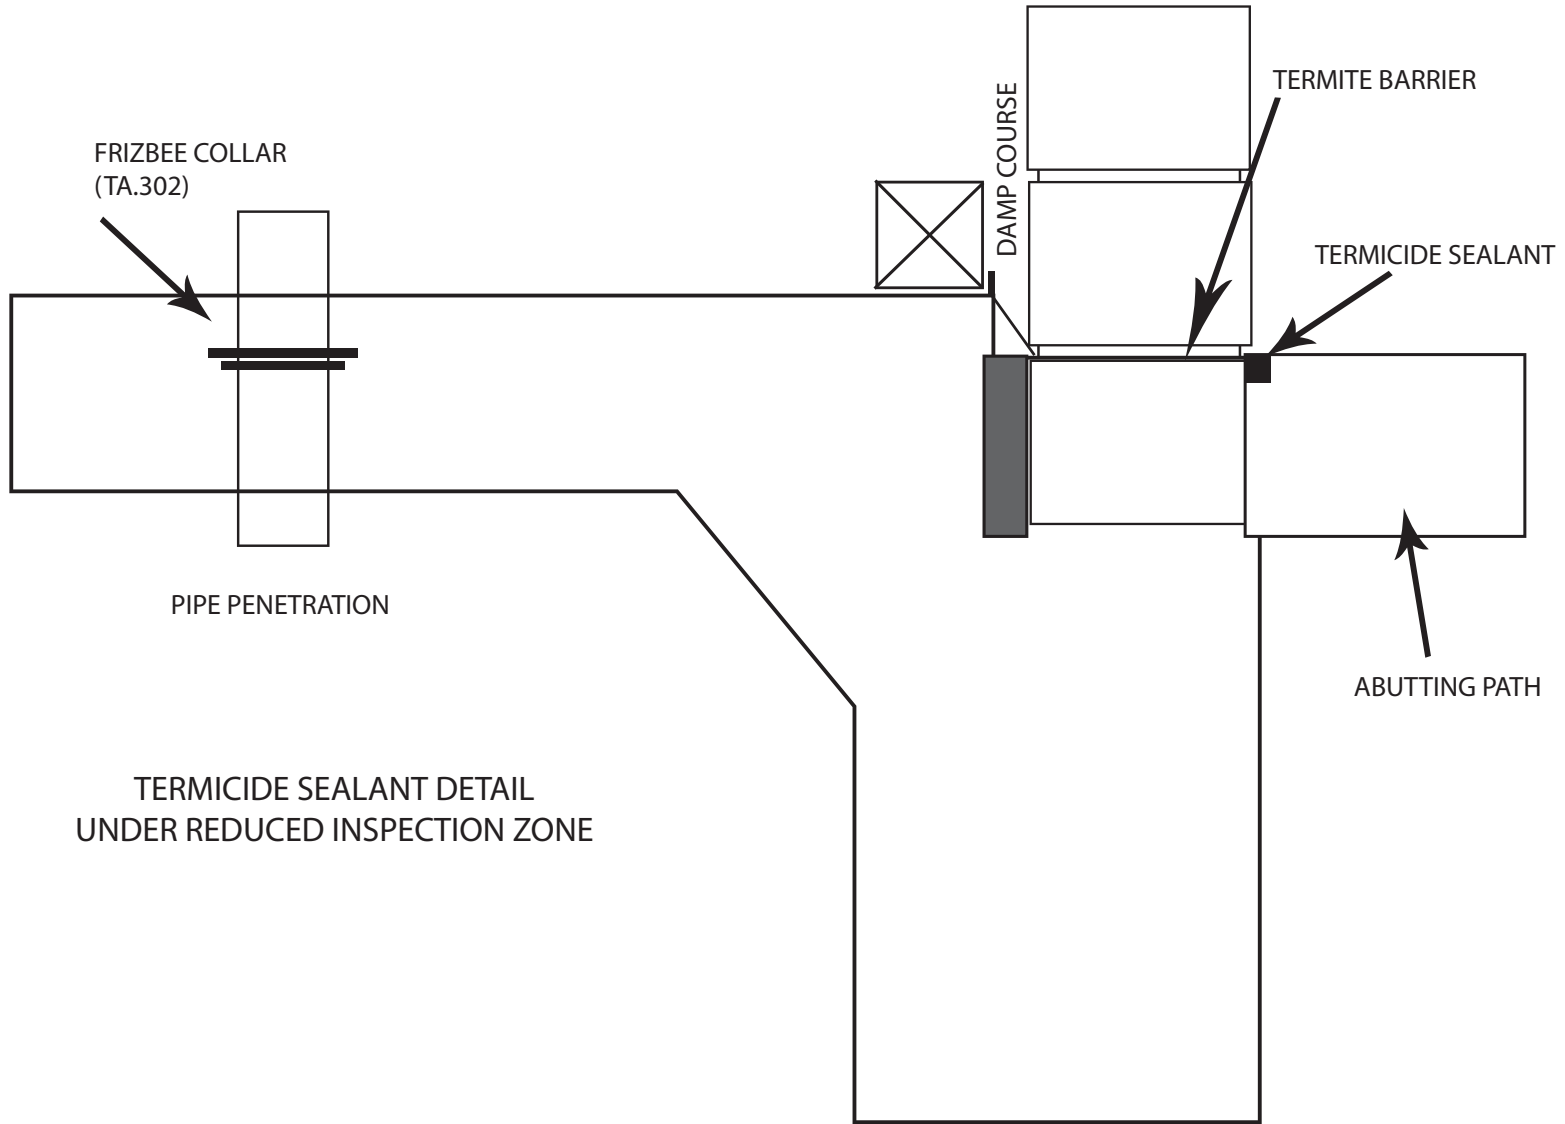 TERMITE BARRIER
DAMP COURSE
FRIZBEE COLLAR
(TA.302)
TERMICIDE SEALANT
PIPE PENETRATION
ABUTTING PATH
TERMICIDE SEALANT DETAIL
UNDER REDUCED INSPECTION ZONE